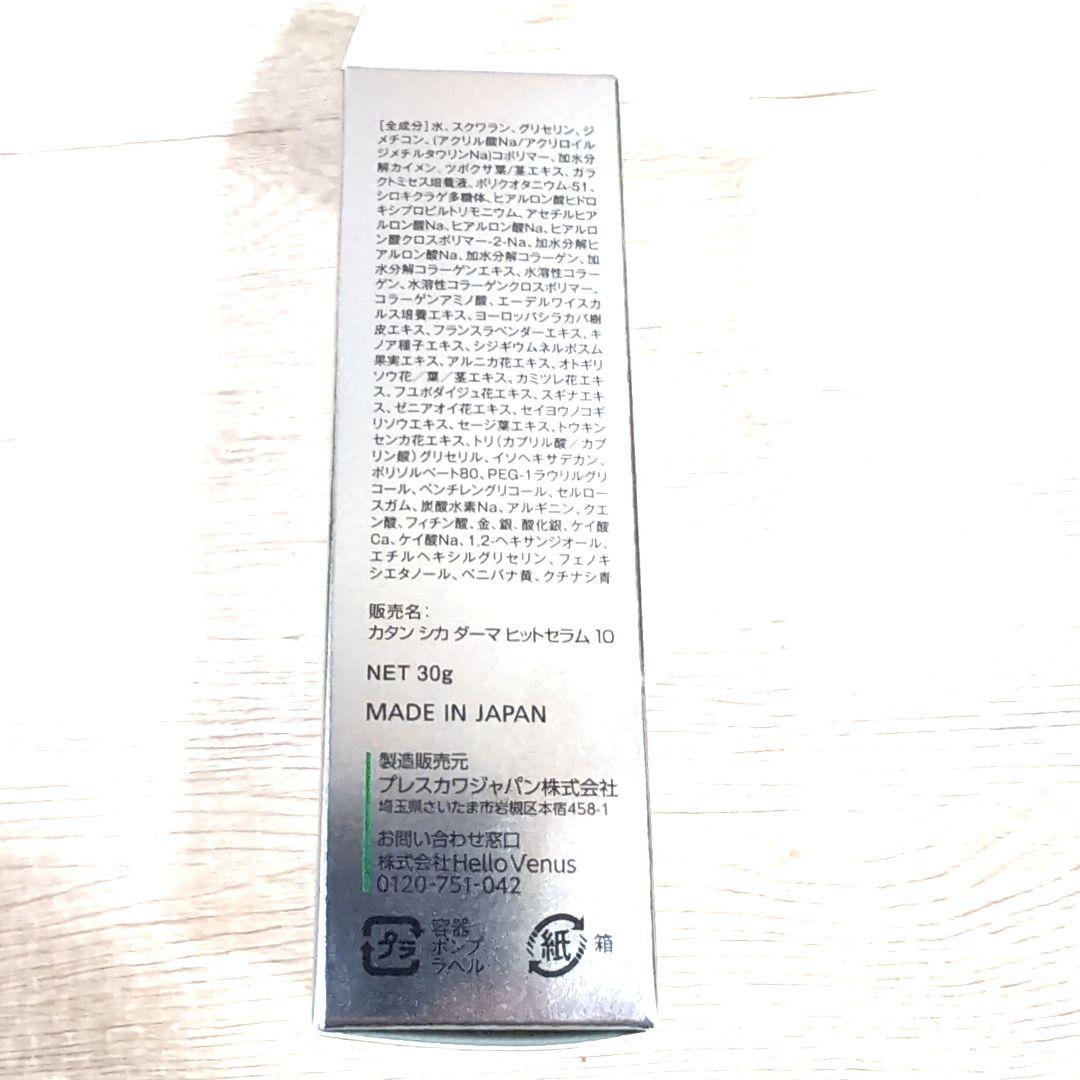 [全成分]水、スクワラン、グリセリン、ジ
メチコン、(アクリル酸Na/アクリロイル
ジメチルタウリンNa)コポリマー、加水分
解カイメン、ツボクサ葉/茎エキス、ガラ
クトミセス培養液、ポリクオタニウム-51、
シロキクラゲ多糖体、ヒアルロン酸ヒドロ
キシプロピルトリモニウム、アセチルヒア
ルロン酸Na、ヒアルロン酸Na、ヒアルロ
ン酸クロスポリマー-2-Na、加水分解ヒ
アルロン酸Na、加水分解コラーゲン、加
水分解コラーゲンエキス、水溶性コラー
ゲン、水溶性コラーゲンクロスポリマー、
コラーゲンアミノ酸、エーデルワイスカ
ルス培養エキス、ヨーロッパシラカバ樹
皮エキス、フランスラベンダーエキス、キ
ノア種子エキス、シジギウムネルボスム
果実エキス、アルニカ花エキス、オトギリ
ソウ花／葉／茎エキス、カミツレ花エキ
ス、フユボダイジュ花エキス、スギナエキ
ス、ゼニアオイ花エキス、セイヨウノコギ
リソウエキス、セージ葉エキス、トウキン
センカ花エキス、トリ(カプリル酸／カプ
リン酸)グリセリル、イソヘキサデカン、
ポリソルベート80、PEG-1ラウリルグリ
コール、ペンチレングリコール、セルロー
スガム、炭酸水素Na、アルギニン、クエ
ン酸、フィチン酸、金、銀、酸化銀、ケイ酸
Ca、ケイ酸Na、1,2-ヘキサンジオール、
エチルヘキシルグリセリン、フェノキ
シエタノール、ベニバナ黄、クチナシ青
販売名：
カタン シカ ダーマ ヒットセラム 10
NET 30g
MADE IN JAPAN
製造販売元
プレスカワジャパン株式会社
埼玉県さいたま市岩槻区本宿458-1
お問い合わせ窓口
株式会社Hello Venus
0120-751-042
プラ
容器
ポンプ
ラベル
紙
箱